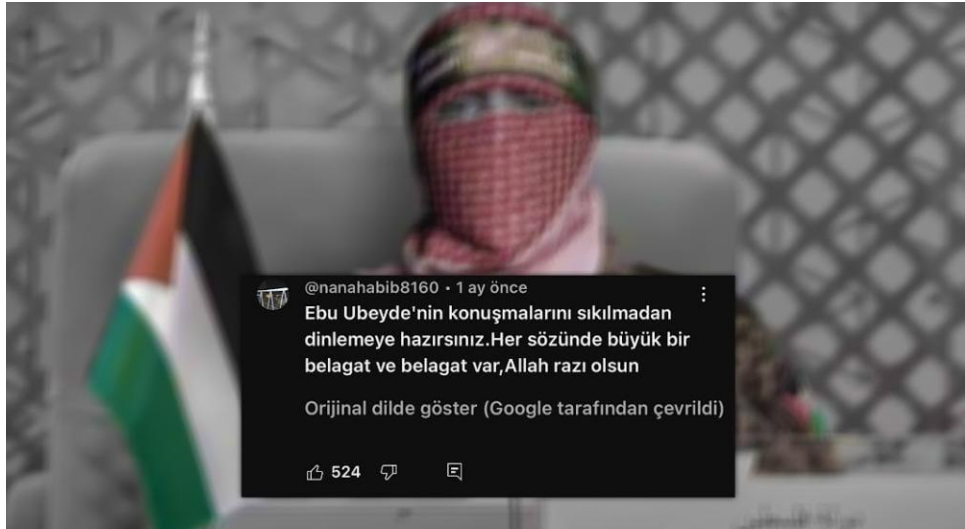 @nanahabib8160 • 1 ay önce
Ebu Ubeyde'nin konuşmalarını sıkılmadan
dinlemeye hazırsınız.Her sözünde büyük bir
belagat ve belagat var,Allah razı olsun
Orijinal dilde göster (Google tarafından çevrildi)
524